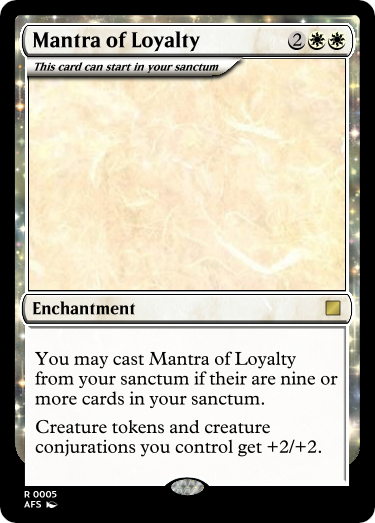 Mantra of Loyalty 2
This card can start in your sanctum
Enchantment
You may cast Mantra of Loyalty
from your sanctum if their are nine or
more cards in your sanctum.
Creature tokens and creature
conjurations you control get +2/+2.
R 0005
AFS